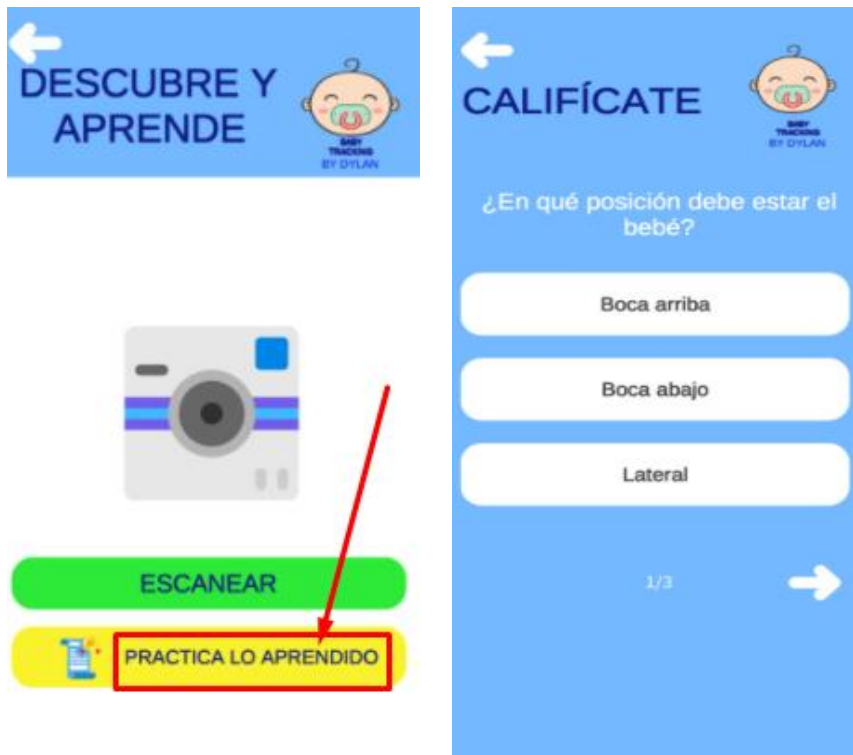 DESCUBRE Y
APRENDE
BABY
TRACKING
BY DYLAN
ESCANEAR
PRACTICA LO APRENDIDO
CALIFÍCATE
BABY
TRACKING
BY DYLAN
¿En qué posición debe estar el
bebé?
Boca arriba
Boca abajo
Lateral
1/3